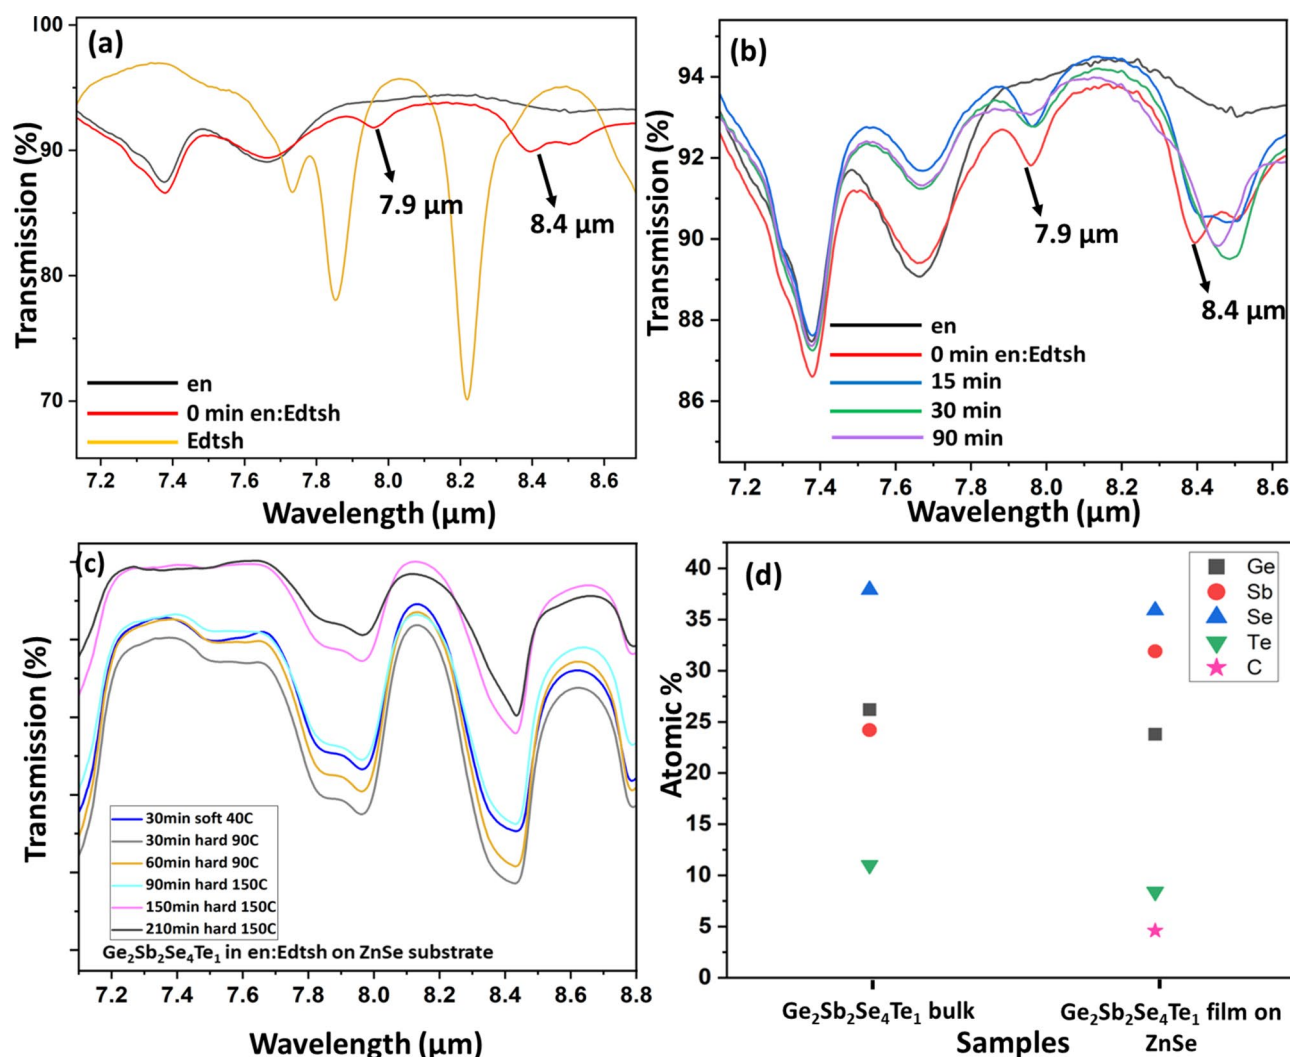 (a)
100
90
80
70
Transmission (%)
7.9 µm
8.4 µm
en
0 min en:Edtsh
Edtsh
7.2 7.4 7.6 7.8 8.0 8.2 8.4 8.6
Wavelength (µm)
(b)
94
92
90
88
86
Transmission (%)
7.9 µm
8.4 µm
en
0 min en:Edtsh
15 min
30 min
90 min
7.2 7.4 7.6 7.8 8.0 8.2 8.4 8.6
Wavelength (µm)
(c)
Transmission (%)
30min soft 40C
30min hard 90C
60min hard 90C
90min hard 150C
150min hard 150C
210min hard 150C
Ge₂Sb₂Se₄Te₁ in en:Edtsh on ZnSe substrate
7.2 7.4 7.6 7.8 8.0 8.2 8.4 8.6 8.8
Wavelength (µm)
(d)
40
35
30
25
20
15
10
5
0
Atomic %
Ge
Sb
Se
Te
C
Ge₂Sb₂Se₄Te₁ bulk
Ge₂Sb₂Se₄Te₁ film on
ZnSe
Samples